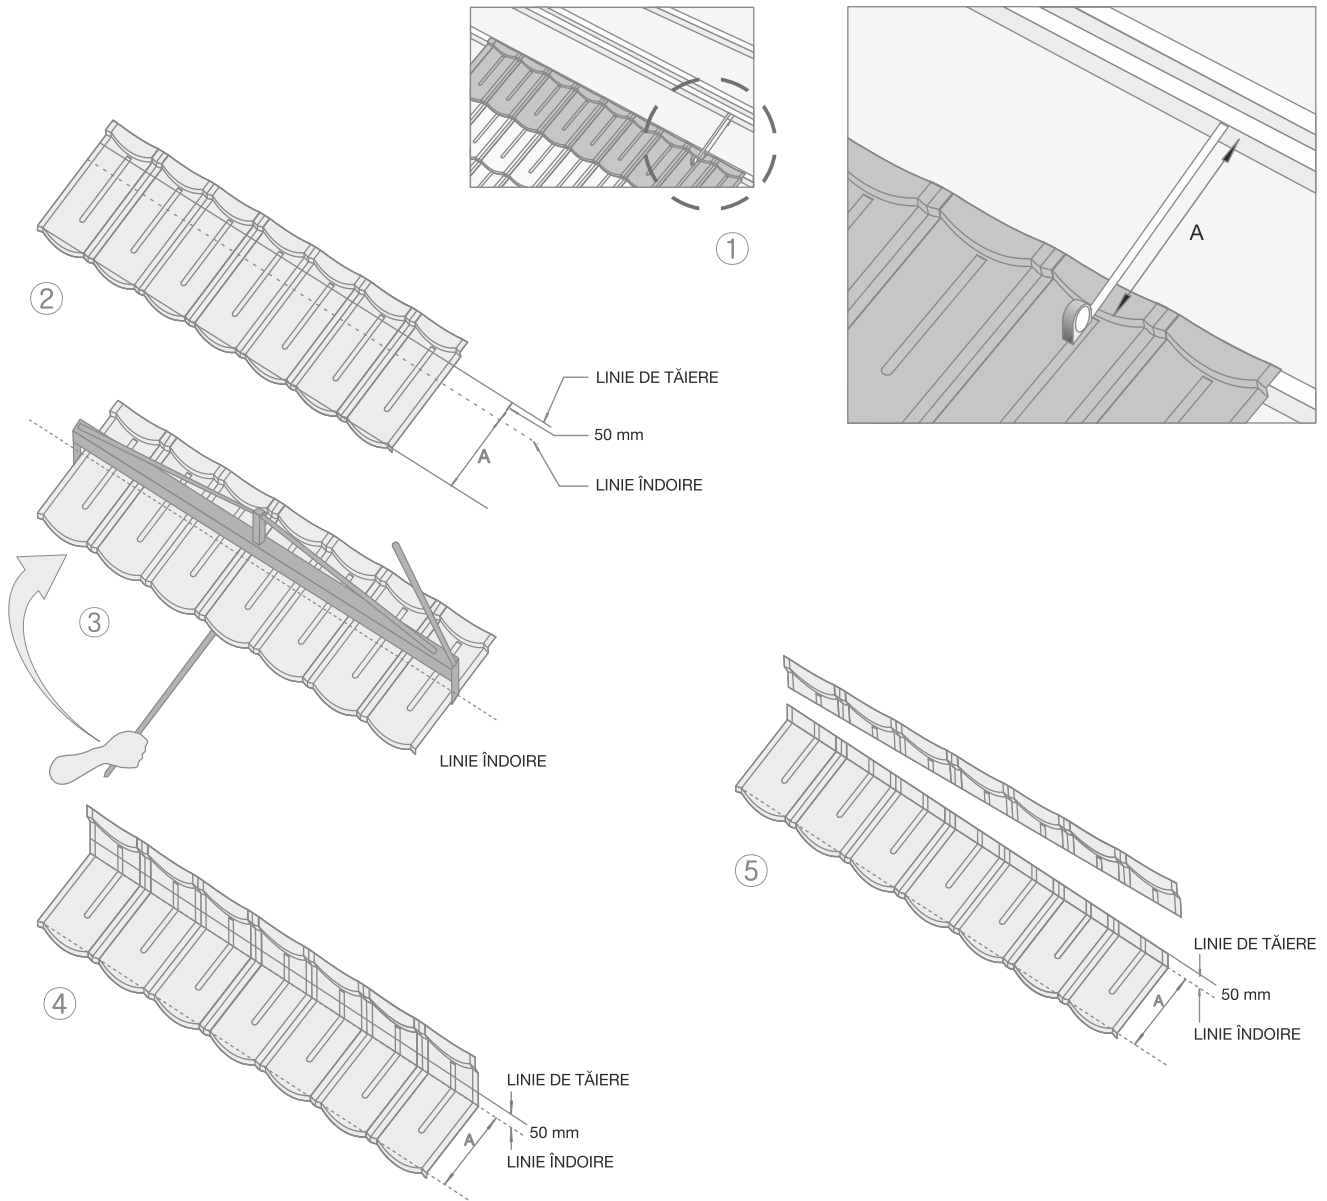 1
A
2
LINIE DE TĂIERE
50 mm
A
LINIE ÎNDOIRE
3
LINIE ÎNDOIRE
4
LINIE DE TĂIERE
50 mm
A
LINIE ÎNDOIRE
5
LINIE DE TĂIERE
50 mm
A
LINIE ÎNDOIRE